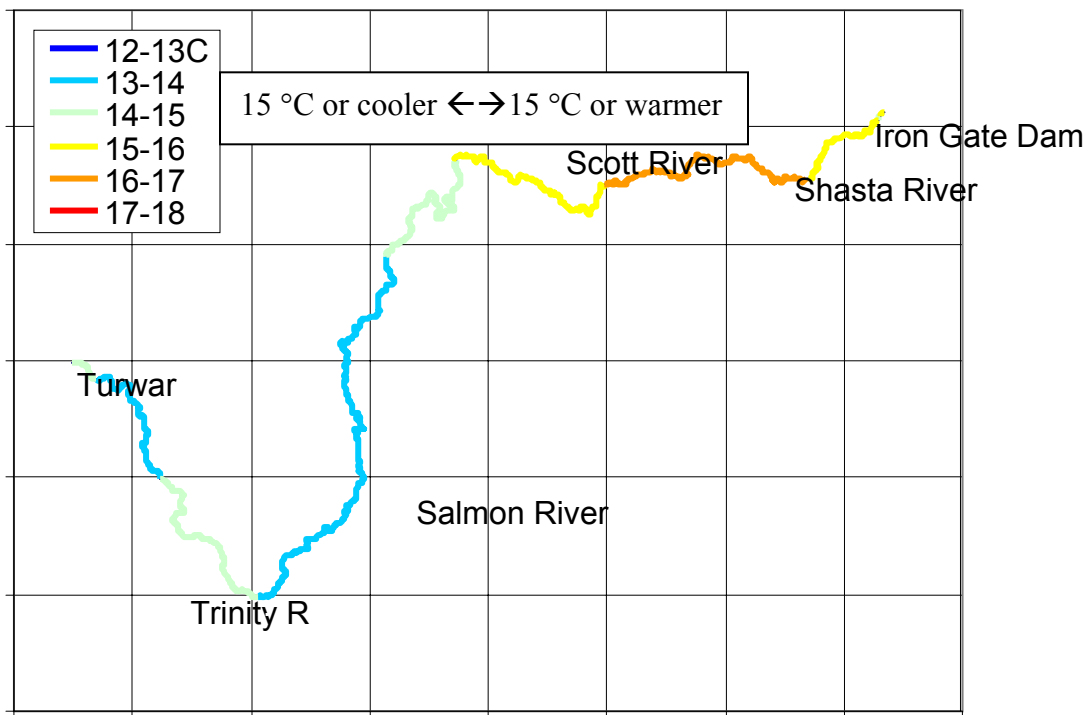 12-13C
13-14
14-15
15-16
16-17
17-18
15 °C or cooler ←→15 °C or warmer
Iron Gate Dam
Scott River
Shasta River
Turwar
Salmon River
Trinity R